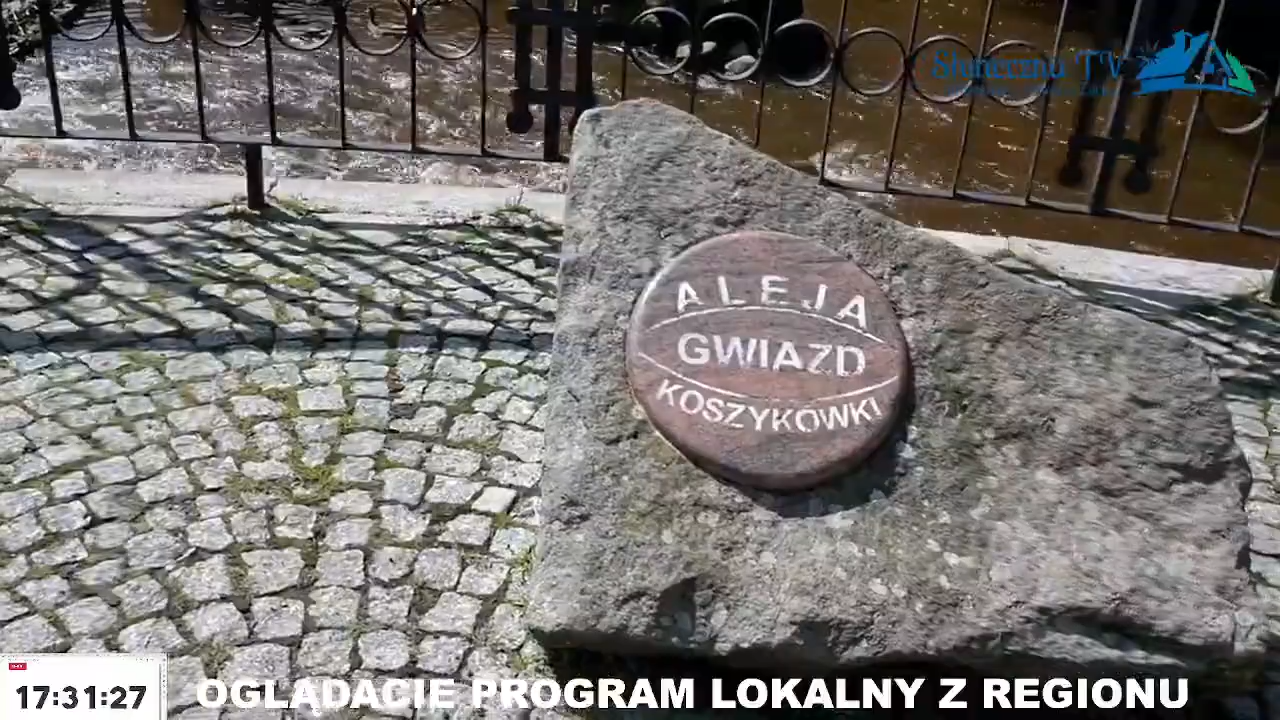 Słoneczna TV
ALEJA
GWIAZD
KOSZYKÓWKI
17:31:27
OGLĄDACIE PROGRAM LOKALNY Z REGIONU